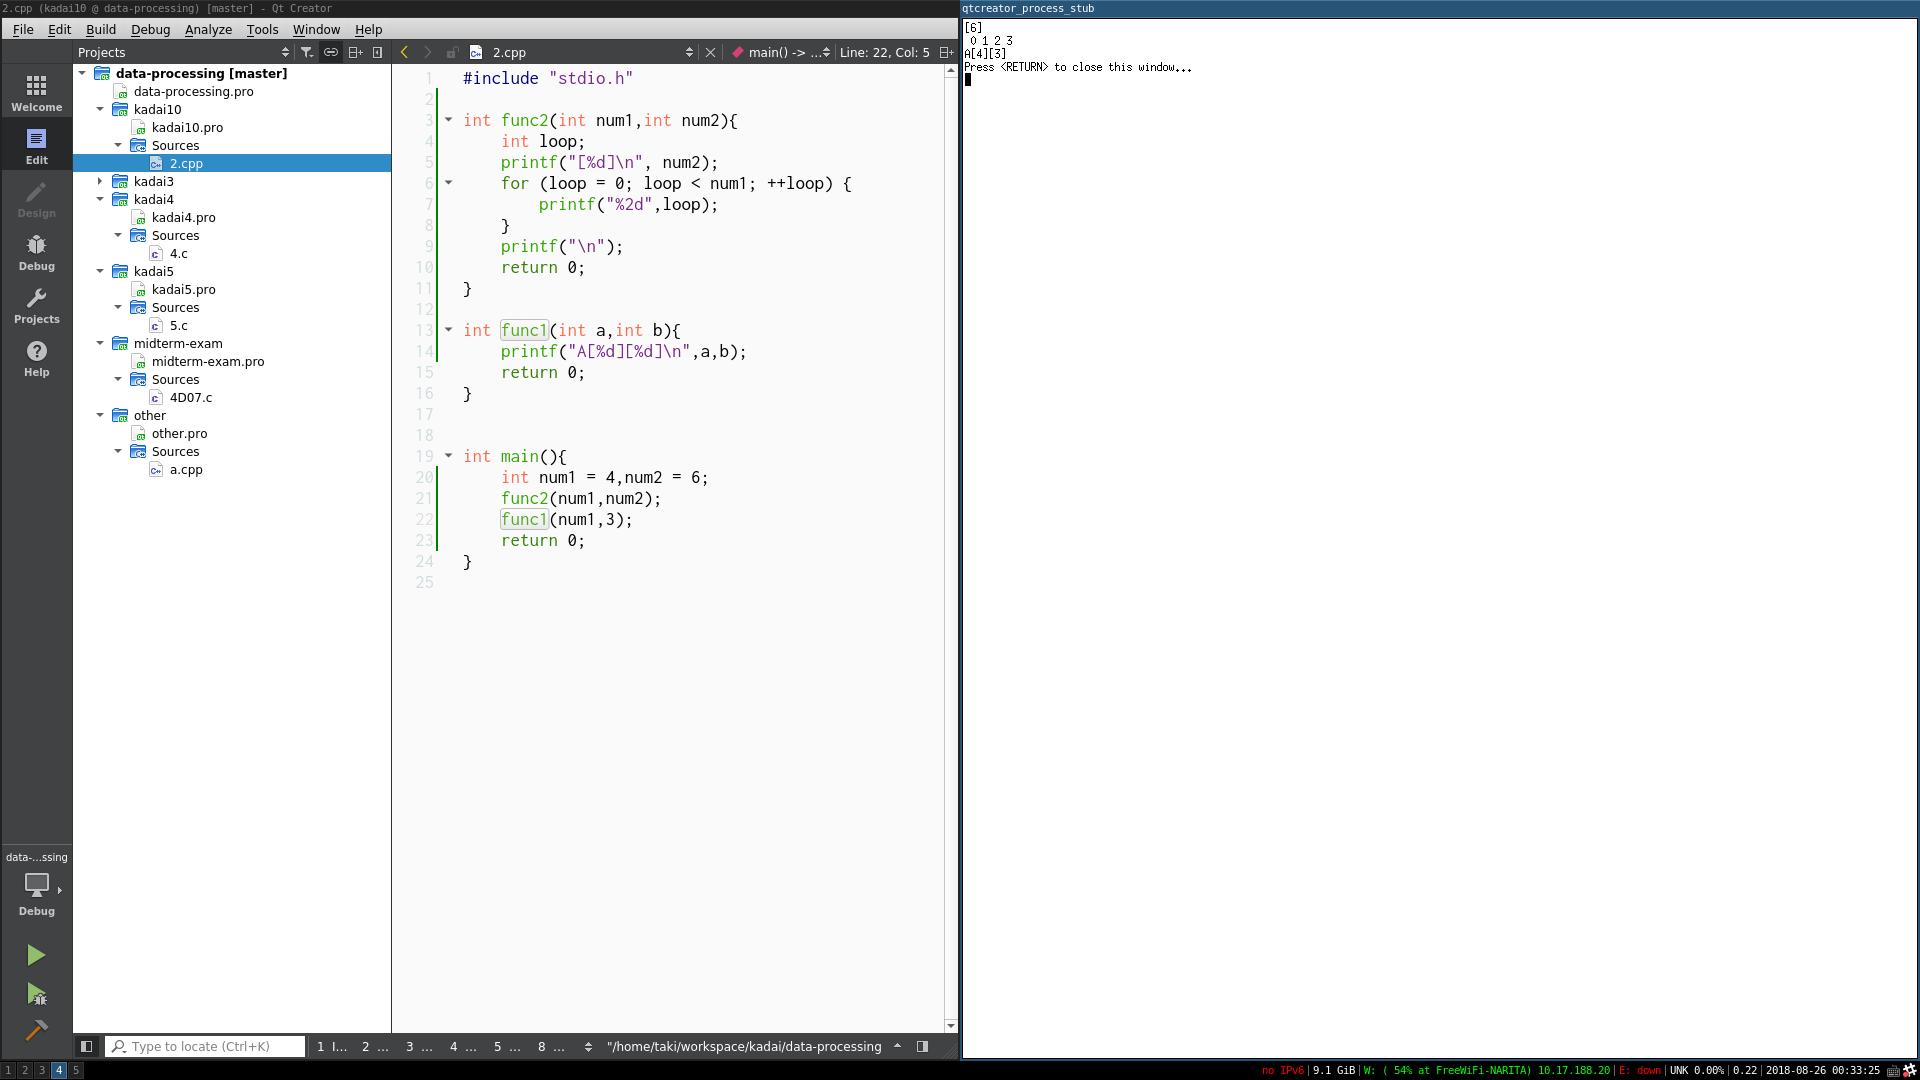 2.cpp (kadai10 @ data-processing) [master] - Qt Creator
File Edit Build Debug Analyze Tools Window Help
Projects
2.cpp
main() -> ...
Line: 22, Col: 5
Welcome
Edit
Design
Debug
Projects
Help
data-...ssing
Debug
data-processing [master]
data-processing.pro
kadai10
kadai10.pro
Sources
2.cpp
kadai3
kadai4
kadai4.pro
Sources
4.c
kadai5
kadai5.pro
Sources
5.c
midterm-exam
midterm-exam.pro
Sources
4D07.c
other
other.pro
Sources
a.cpp
1 #include "stdio.h"
2
3 int func2(int num1,int num2){
4     int loop;
5     printf("[%d]\n", num2);
6     for (loop = 0; loop < num1; ++loop) {
7         printf("%2d",loop);
8     }
9     printf("\n");
10     return 0;
11 }
12
13 int func1(int a,int b){
14     printf("A[%d][%d]\n",a,b);
15     return 0;
16 }
17
18
19 int main(){
20     int num1 = 4,num2 = 6;
21     func2(num1,num2);
22     func1(num1,3);
23     return 0;
24 }
25
Type to locate (Ctrl+K)
1 I... 2 ... 3 ... 4 ... 5 ... 8 ...
"/home/taki/workspace/kadai/data-processing
qtcreator_process_stub
[6]
 0 1 2 3
A[4][3]
Press <RETURN> to close this window...
1 2 3 4 5
no IPv6|9.1 GiB|W: ( 54% at FreeWiFi-NARITA) 10.17.188.20|E: down|UNK 0.00%|0.22|2018-08-26 00:33:25